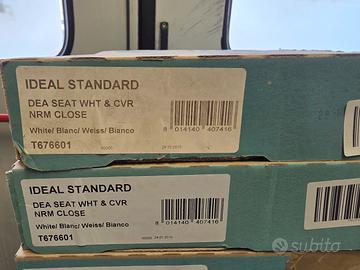 IDEAL STANDARD
DEA SEAT WHT & CVR
NRM CLOSE
White/ Blanc/ Weiss/ Bianco
T676601
8 014140 407416
IDEAL STANDARD
DEA SEAT WHT & CVR
NRM CLOSE
White/ Blanc/ Weiss/ Bianco
T676601
8 014140 407416
subito